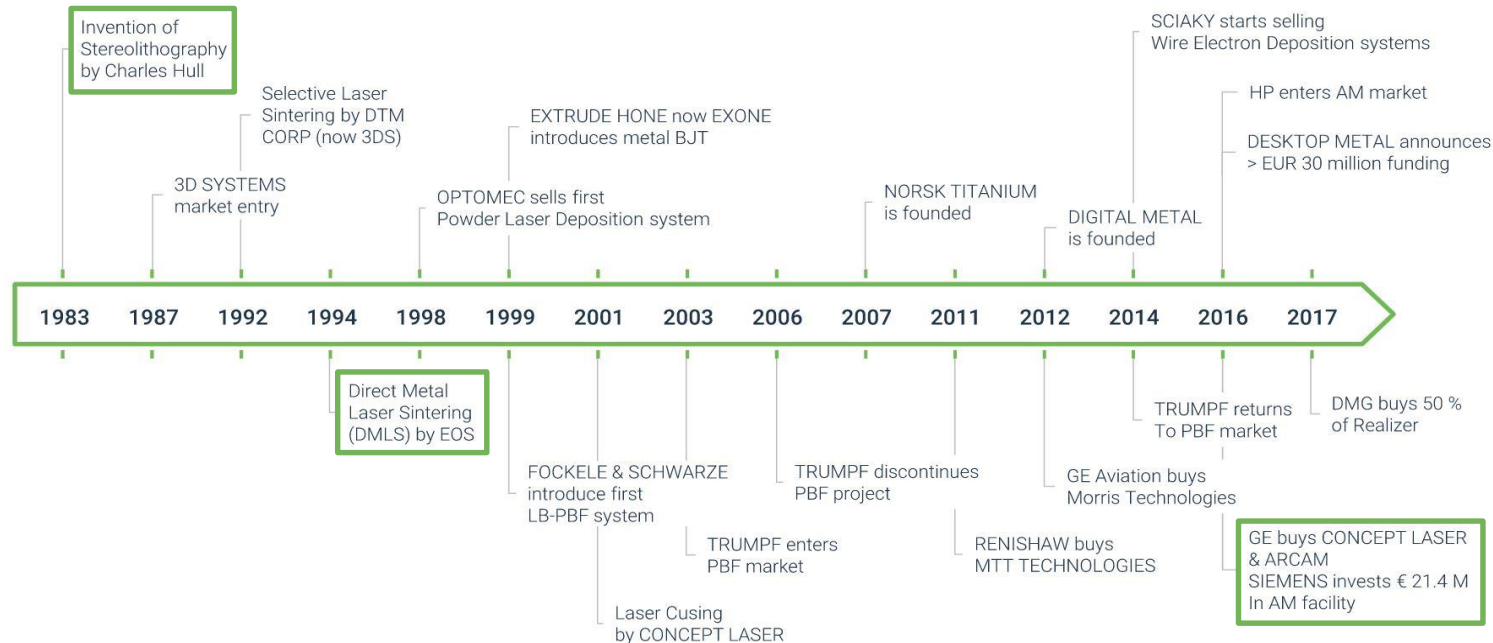 Invention of
Stereolithography
by Charles Hull
Selective Laser
Sintering by DTM
CORP (now 3DS)
3D SYSTEMS
market entry
EXTRUDE HONE now EXONE
introduces metal BJT
OPTOMEC sells first
Powder Laser Deposition system
NORSK TITANIUM
is founded
DIGITAL METAL
is founded
SCIAKY starts selling
Wire Electron Deposition systems
HP enters AM market
DESKTOP METAL announces
> EUR 30 million funding
1983 1987 1992 1994 1998 1999 2001 2003 2006 2007 2011 2012 2014 2016 2017
Direct Metal
Laser Sintering
(DMLS) by EOS
FOCKELE & SCHWARZE
introduce first
LB-PBF system
Laser Cusing
by CONCEPT LASER
TRUMPF enters
PBF market
TRUMPF discontinues
PBF project
RENISHAW buys
MTT TECHNOLOGIES
GE Aviation buys
Morris Technologies
TRUMPF returns
To PBF market
GE buys CONCEPT LASER
& ARCAM
SIEMENS invests € 21.4 M
In AM facility
DMG buys 50 %
of Realizer